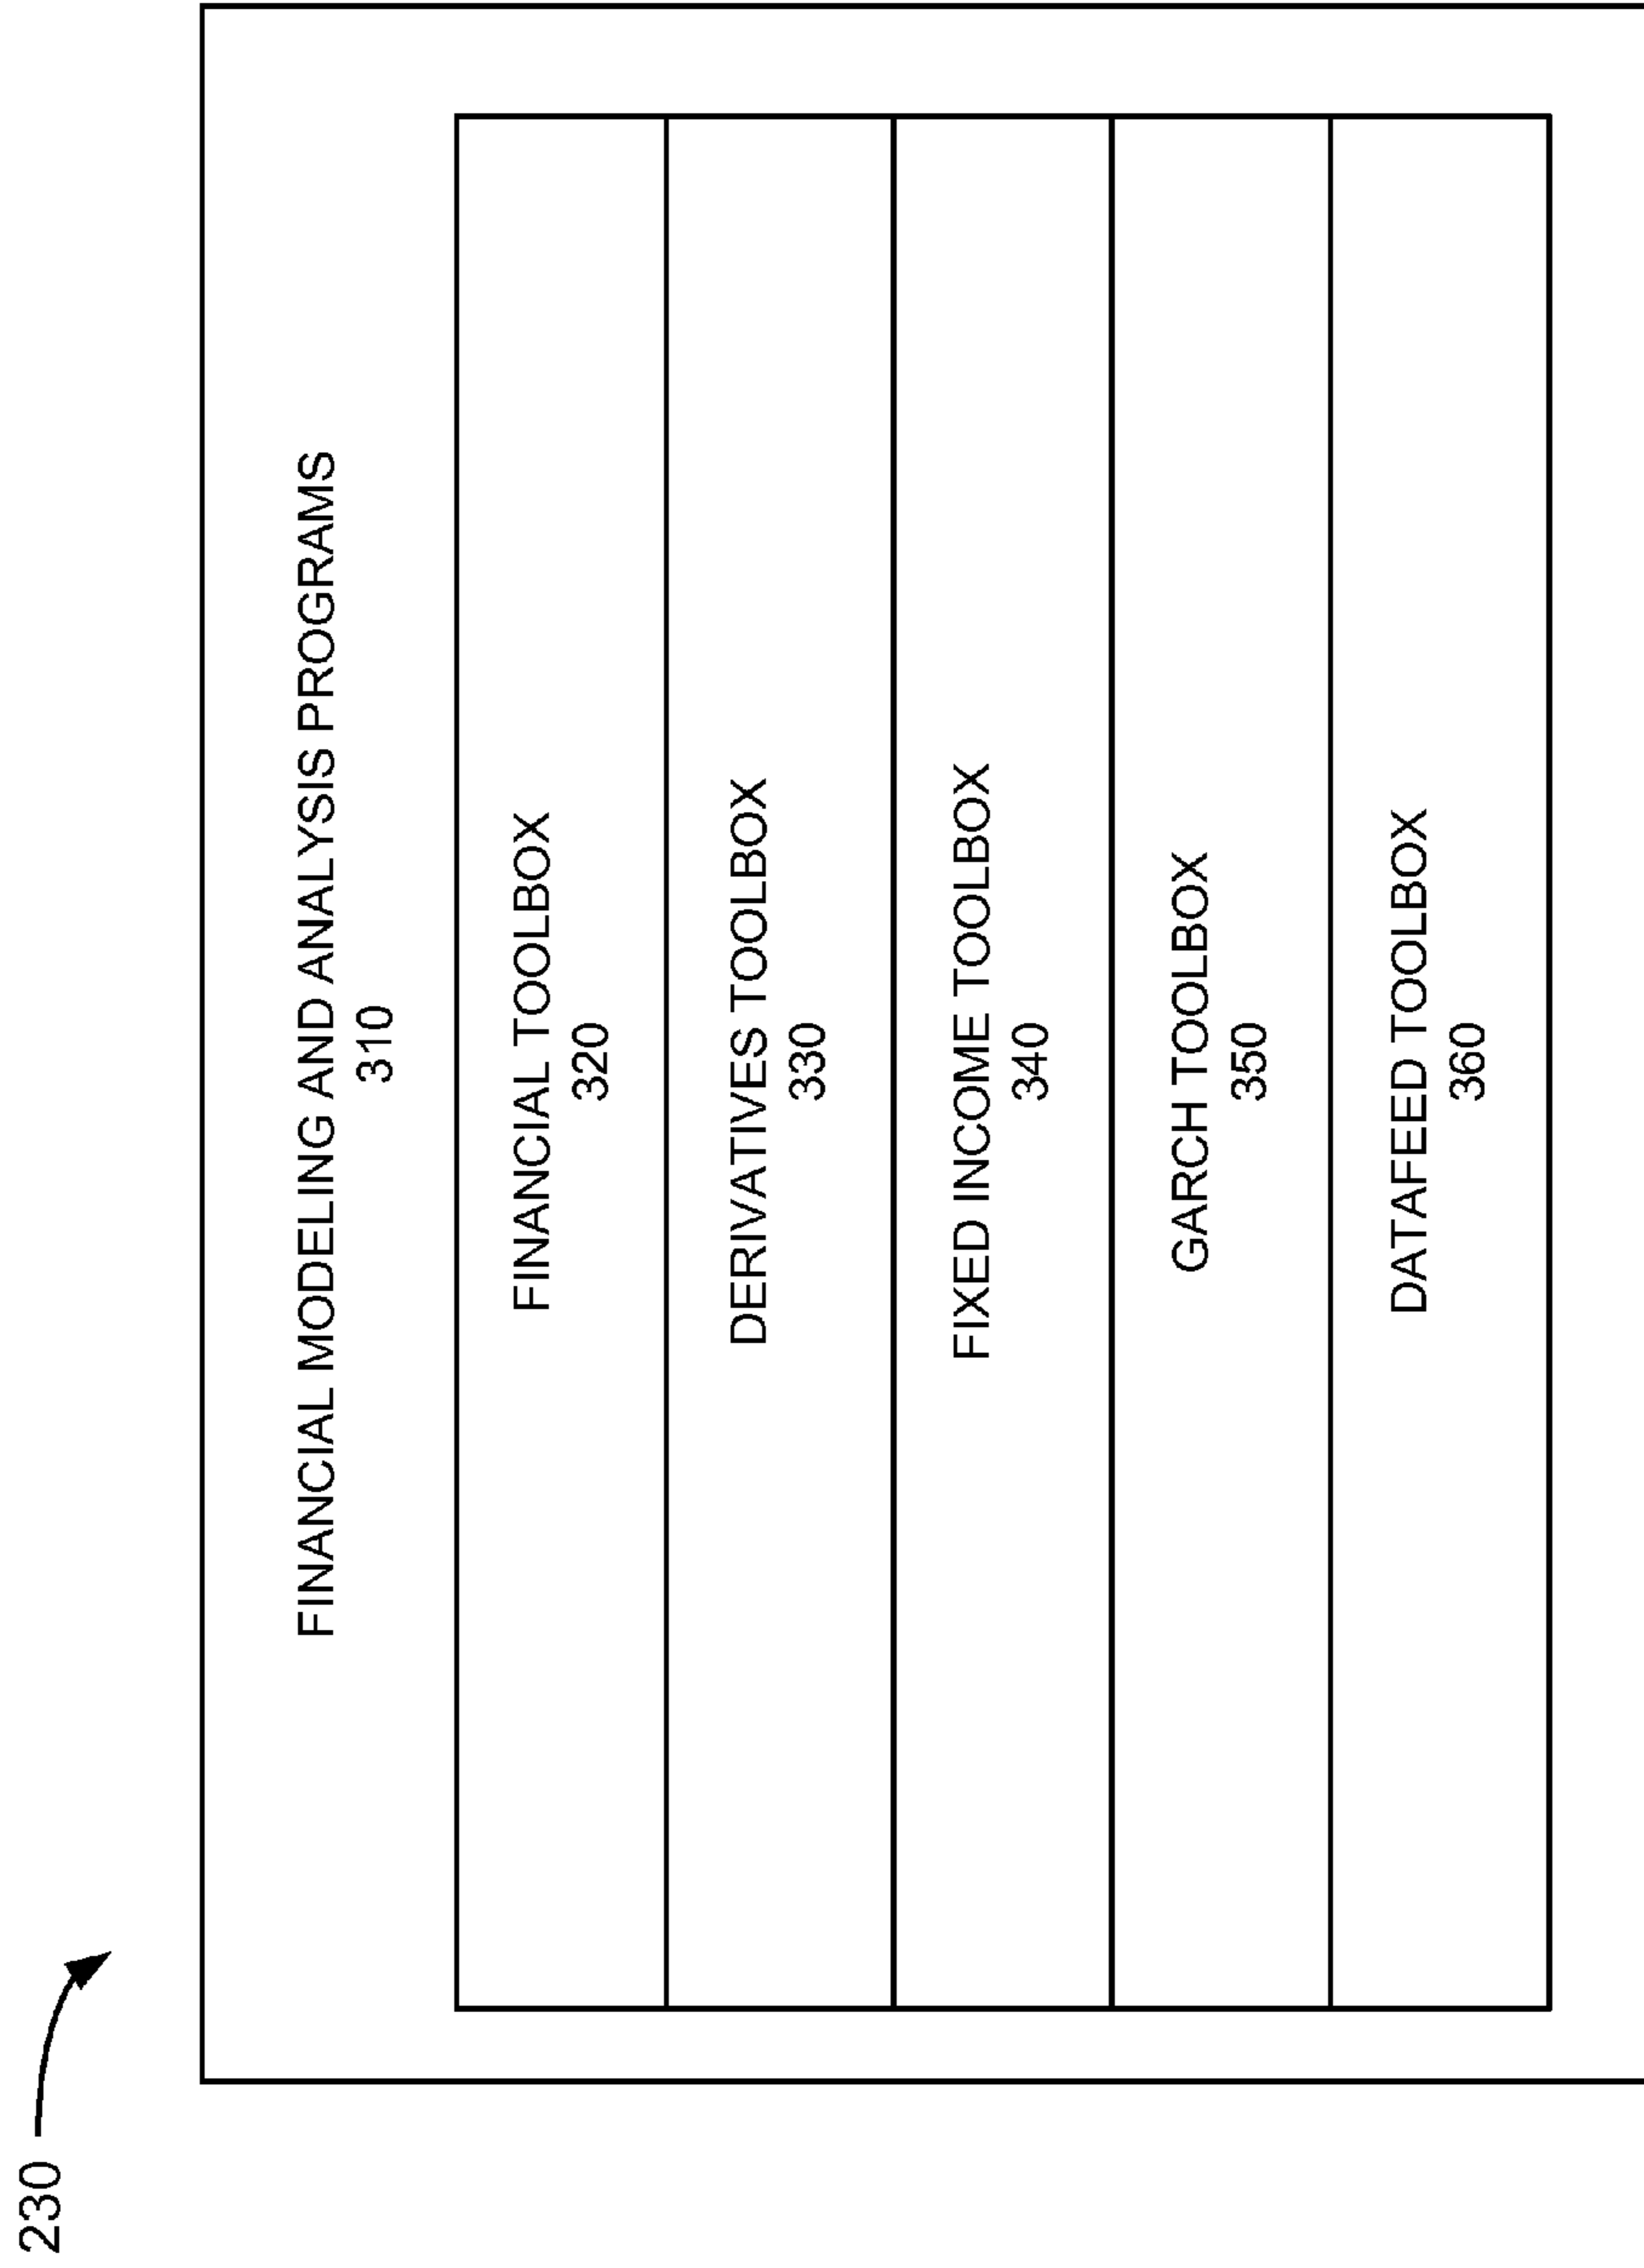 230
FINANCIAL MODELING AND ANALYSIS PROGRAMS
310
FINANCIAL TOOLBOX
320
DERIVATIVES TOOLBOX
330
FIXED INCOME TOOLBOX
340
GARCH TOOLBOX
350
DATAFEED TOOLBOX
360